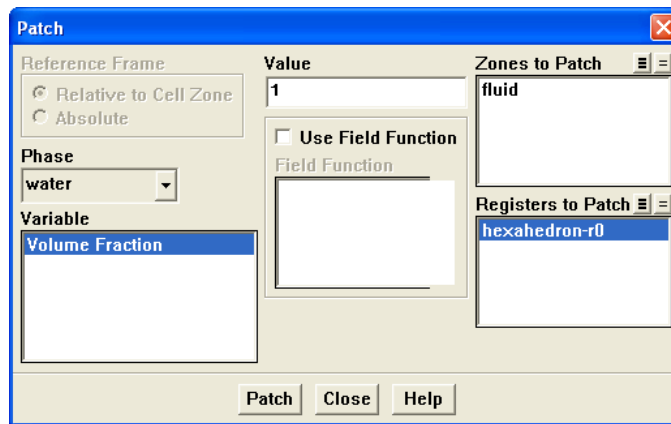 Patch
Reference Frame
Relative to Cell Zone
Absolute
Phase
water
Variable
Volume Fraction
Value
1
Use Field Function
Field Function
Zones to Patch
fluid
Registers to Patch
hexahedron-r0
Patch Close Help